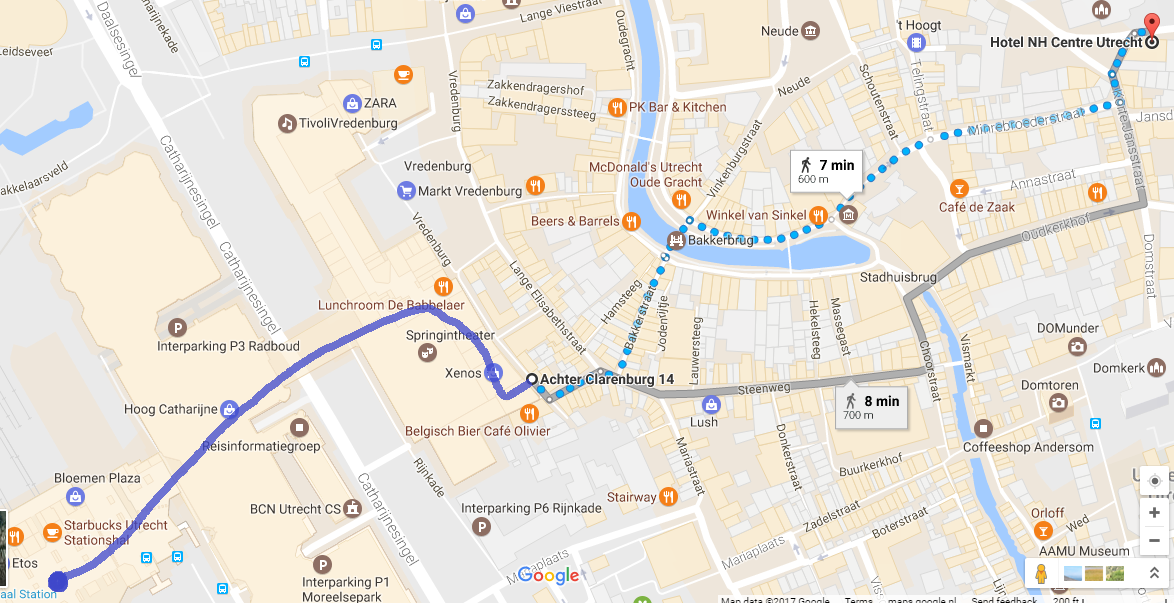 Lange Viestraat
Oudegracht
Daalsesingel
Catharijnekade
Leidseveer
't Hoogt
Neude
Hotel NH Centre Utrecht
ZARA
Zakkendragershof
Zakkendragerssteeg
PK Bar & Kitchen
Neude
Schoutenstraat
Telingstraat
Korte Jansstraat
Minrebroederstraat
TivoliVredenburg
Vredenburg
Catharijnesingel
Vredenburg
McDonald's Utrecht
Oude Gracht
Vinkenburgstraat
7 min
600 m
Markt Vredenburg
Annastraat
Café de Zaak
Winkel van Sinkel
Beers & Barrels
Vredenburg
Bakkerbrug
Oudkerkhof
Domstraat
Lange Elisabethstraat
Stadhuisbrug
Catharijnesingel
Hamsteeg
Bakkerstraat
Jodenrijtje
Lauwersteeg
Hekelsteeg
Massegast
Choorstraat
Vismarkt
Lunchroom De Babbelaer
Springintheater
DOMunder
Interparking P3 Radboud
Xenos
Achter Clarenburg 14
Steenweg
Domkerk
Domtoren
8 min
700 m
Hoog Catharijne
Lush
Belgisch Bier Café Olivier
Reisinformatiegroep
Coffeeshop Andersom
Mariastraat
Donkerstraat
Buurkerkhof
Rijnkade
Catharijnesingel
Bloemen Plaza
Stairway
BCN Utrecht CS
Interparking P6 Rijnkade
Zadelstraat
Boterstraat
Orloff
Wed
Starbucks Utrecht
Stationshal
Mariaplaats
Mariaplaats
AAMU Museum
Etos
Interparking P1
Moreelsepark
Google
Map data ©2017 Google
Terms
maps.google.nl
Send feedback
200 ft